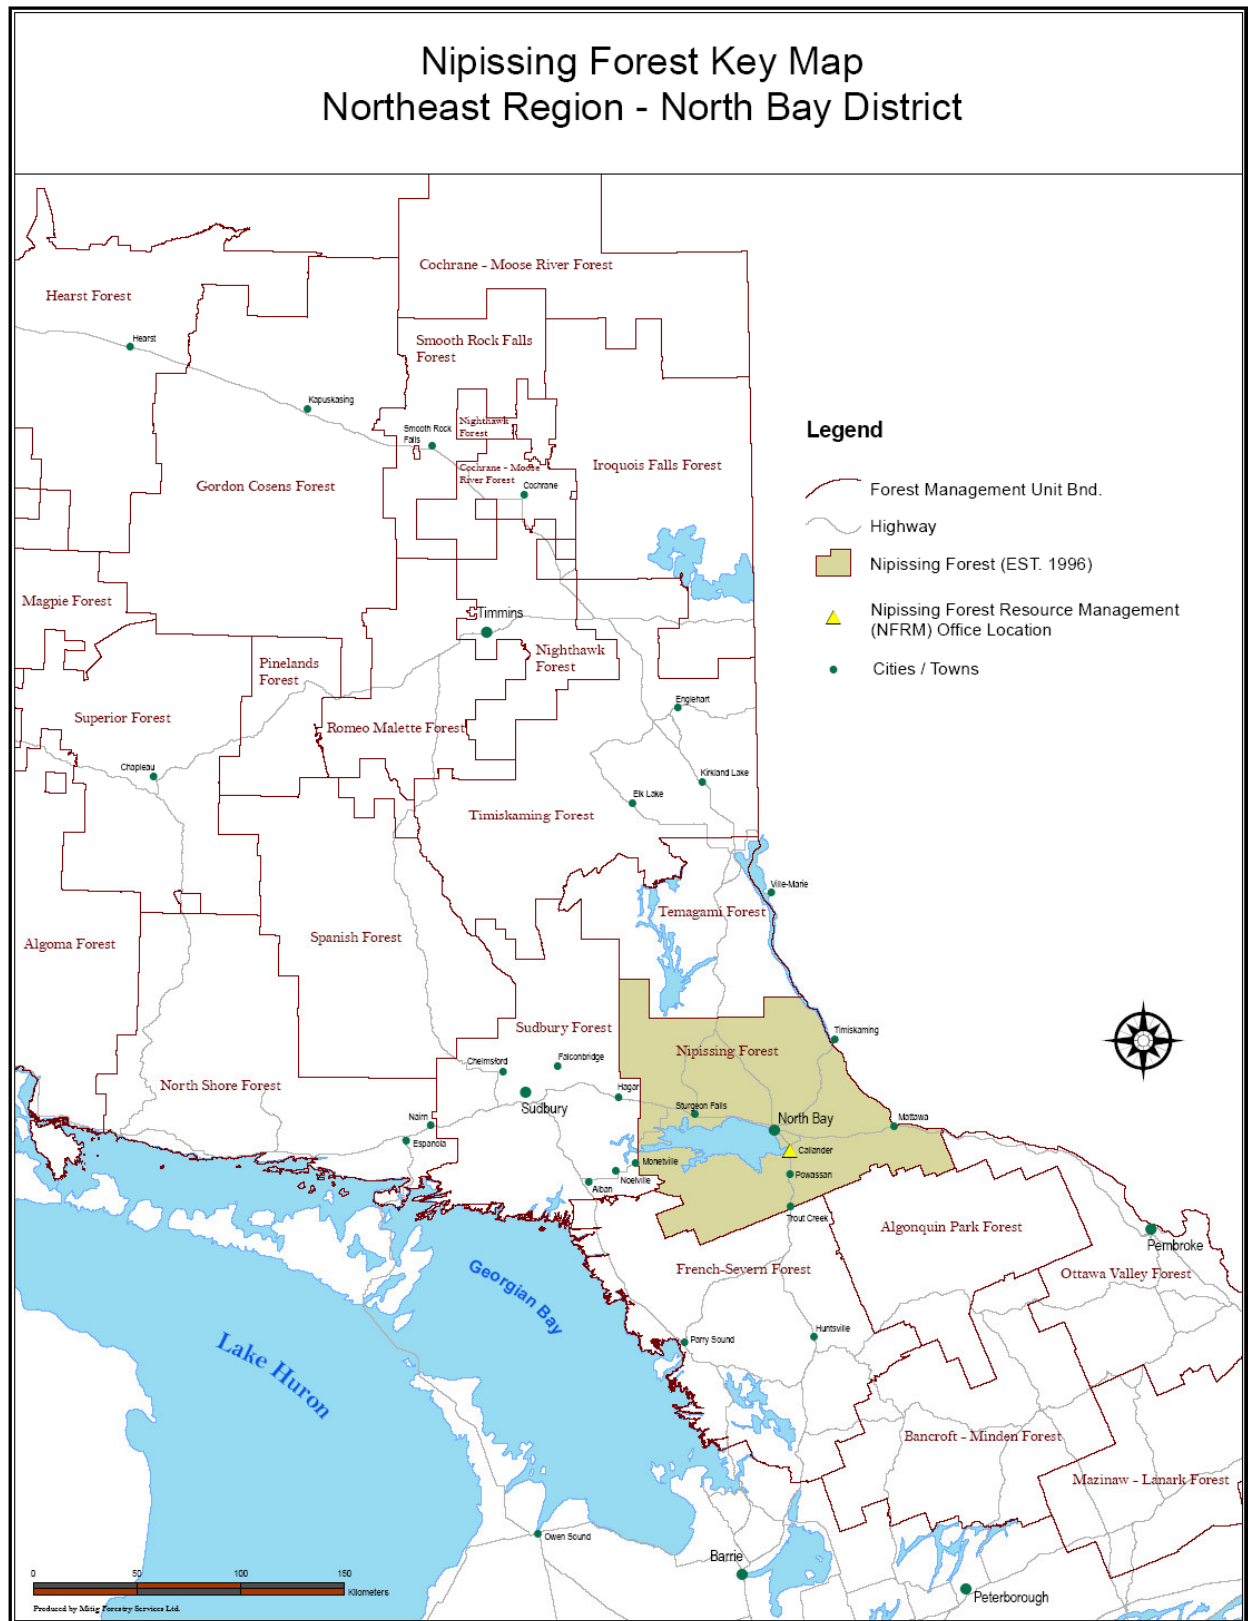 Nipissing Forest Key Map
Northeast Region - North Bay District
Cochrane - Moose River Forest
Hearst Forest
Hearst
Smooth Rock Falls
Forest
Kapuskasing
Nighthawk
Forest
Smooth Rock
Falls
Cochrane - Moose
River Forest
Iroquois Falls Forest
Gordon Cosens Forest
Cochrane
Legend
Forest Management Unit Bnd.
Highway
Nipissing Forest (EST. 1996)
Nipissing Forest Resource Management
(NFRM) Office Location
Cities / Towns
Magpie Forest
Timmins
Nighthawk
Forest
Pinelands
Forest
Englehart
Superior Forest
Romeo Malette Forest
Chapleau
Kirkland Lake
Elk Lake
Timiskaming Forest
Ville-Marie
Temagami Forest
Algoma Forest
Spanish Forest
Sudbury Forest
Timiskaming
Nipissing Forest
Chelmsford
Falconbridge
North Shore Forest
Hagar
Sudbury
Sturgeon Falls
North Bay
Mattawa
Nairn
Espanola
Callander
Monetville
Powassan
Noelville
Alban
Trout Creek
Algonquin Park Forest
Pembroke
French-Severn Forest
Ottawa Valley Forest
Georgian Bay
Huntsville
Parry Sound
Lake Huron
Bancroft - Minden Forest
Mazinaw - Lanark Forest
Owen Sound
Barrie
Peterborough
0 50 100 150
Kilometers
Produced by Mitig Forestry Services Ltd.